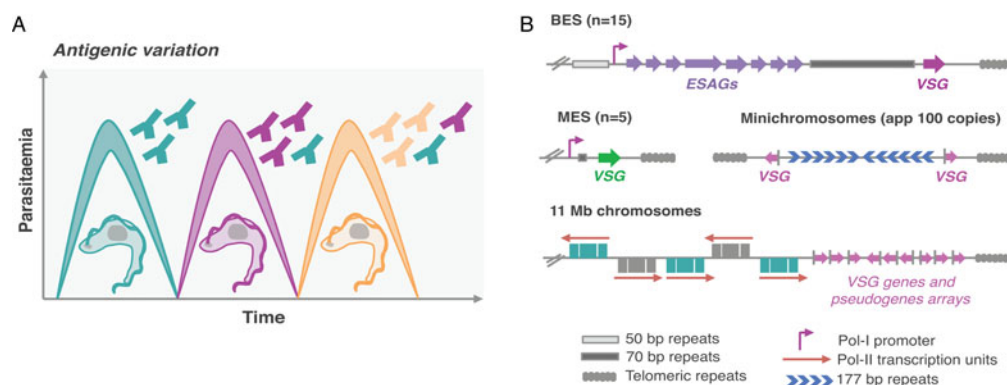 A
Antigenic variation
Parasitaemia
Time
B
BES (n=15)
ESAGs
VSG
MES (n=5)
Minichromosomes (app 100 copies)
VSG
VSG
VSG
11 Mb chromosomes
VSG genes and
pseudogenes arrays
50 bp repeats
70 bp repeats
Telomeric repeats
Pol-I promoter
Pol-II transcription units
177 bp repeats